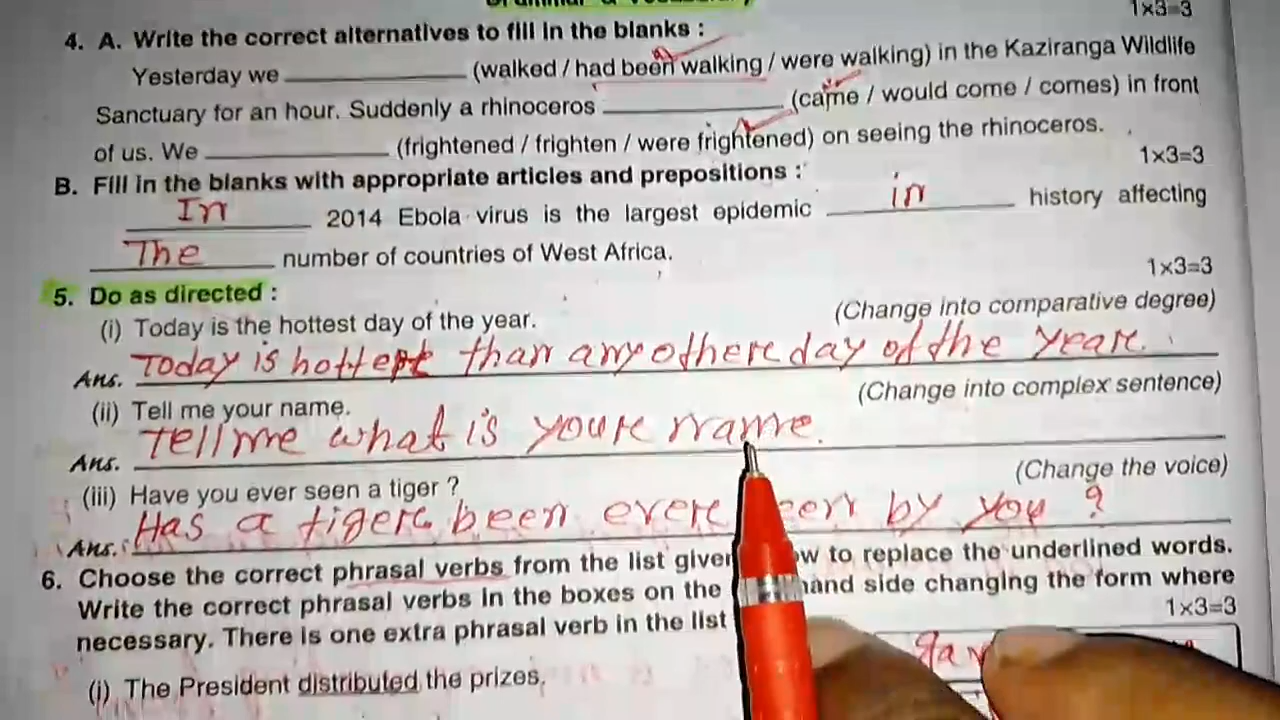 1×3=3
4. A. Write the correct alternatives to fill in the blanks :
Yesterday we ____________ (walked / had been walking / were walking) in the Kaziranga Wildlife
Sanctuary for an hour. Suddenly a rhinoceros ____________ (came / would come / comes) in front
of us. We ____________ (frightened / frighten / were frightened) on seeing the rhinoceros.
B. Fill in the blanks with appropriate articles and prepositions : 1×3=3
In 2014 Ebola virus is the largest epidemic in history affecting
The number of countries of West Africa.
5. Do as directed : 1×3=3
(i) Today is the hottest day of the year. (Change into comparative degree)
Ans. Today is hotter than any other day of the year.
(ii) Tell me your name. (Change into complex sentence)
Ans. Tell me what is your name.
(iii) Have you ever seen a tiger ? (Change the voice)
Ans. Has a tiger been ever by you ?
6. Choose the correct phrasal verbs from the list given to replace the underlined words.
Write the correct phrasal verbs in the boxes on the hand side changing the form where
necessary. There is one extra phrasal verb in the list 1×3=3
(i) The President distributed the prizes.